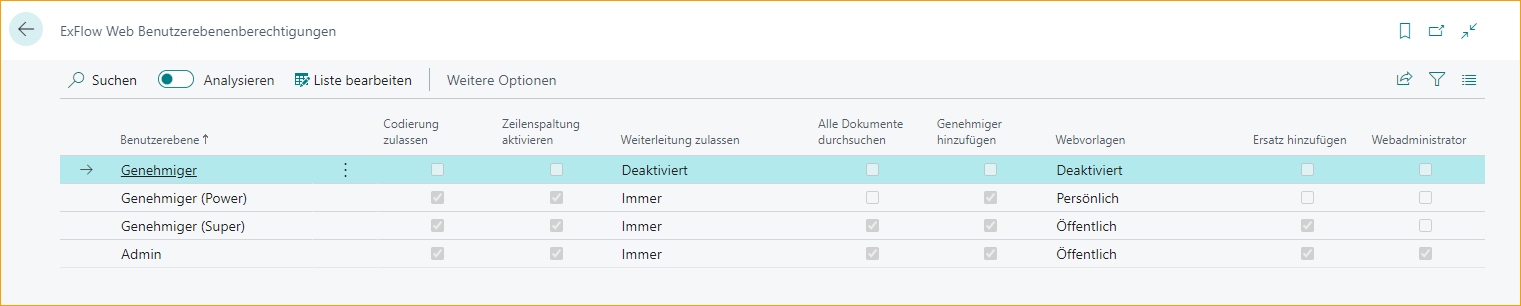 ExFlow Web Benutzerebenenberechtigungen
Suchen Analysieren Liste bearbeiten Weitere Optionen
Benutzerebene ↑ Codierung zulassen Zeilenspaltung aktivieren Weiterleitung zulassen Alle Dokumente durchsuchen Genehmiger hinzufügen Webvorlagen Ersatz hinzufügen Webadministrator
Genehmiger Deaktiviert Deaktiviert
Genehmiger (Power) Immer Persönlich
Genehmiger (Super) Immer Öffentlich
Admin Immer Öffentlich